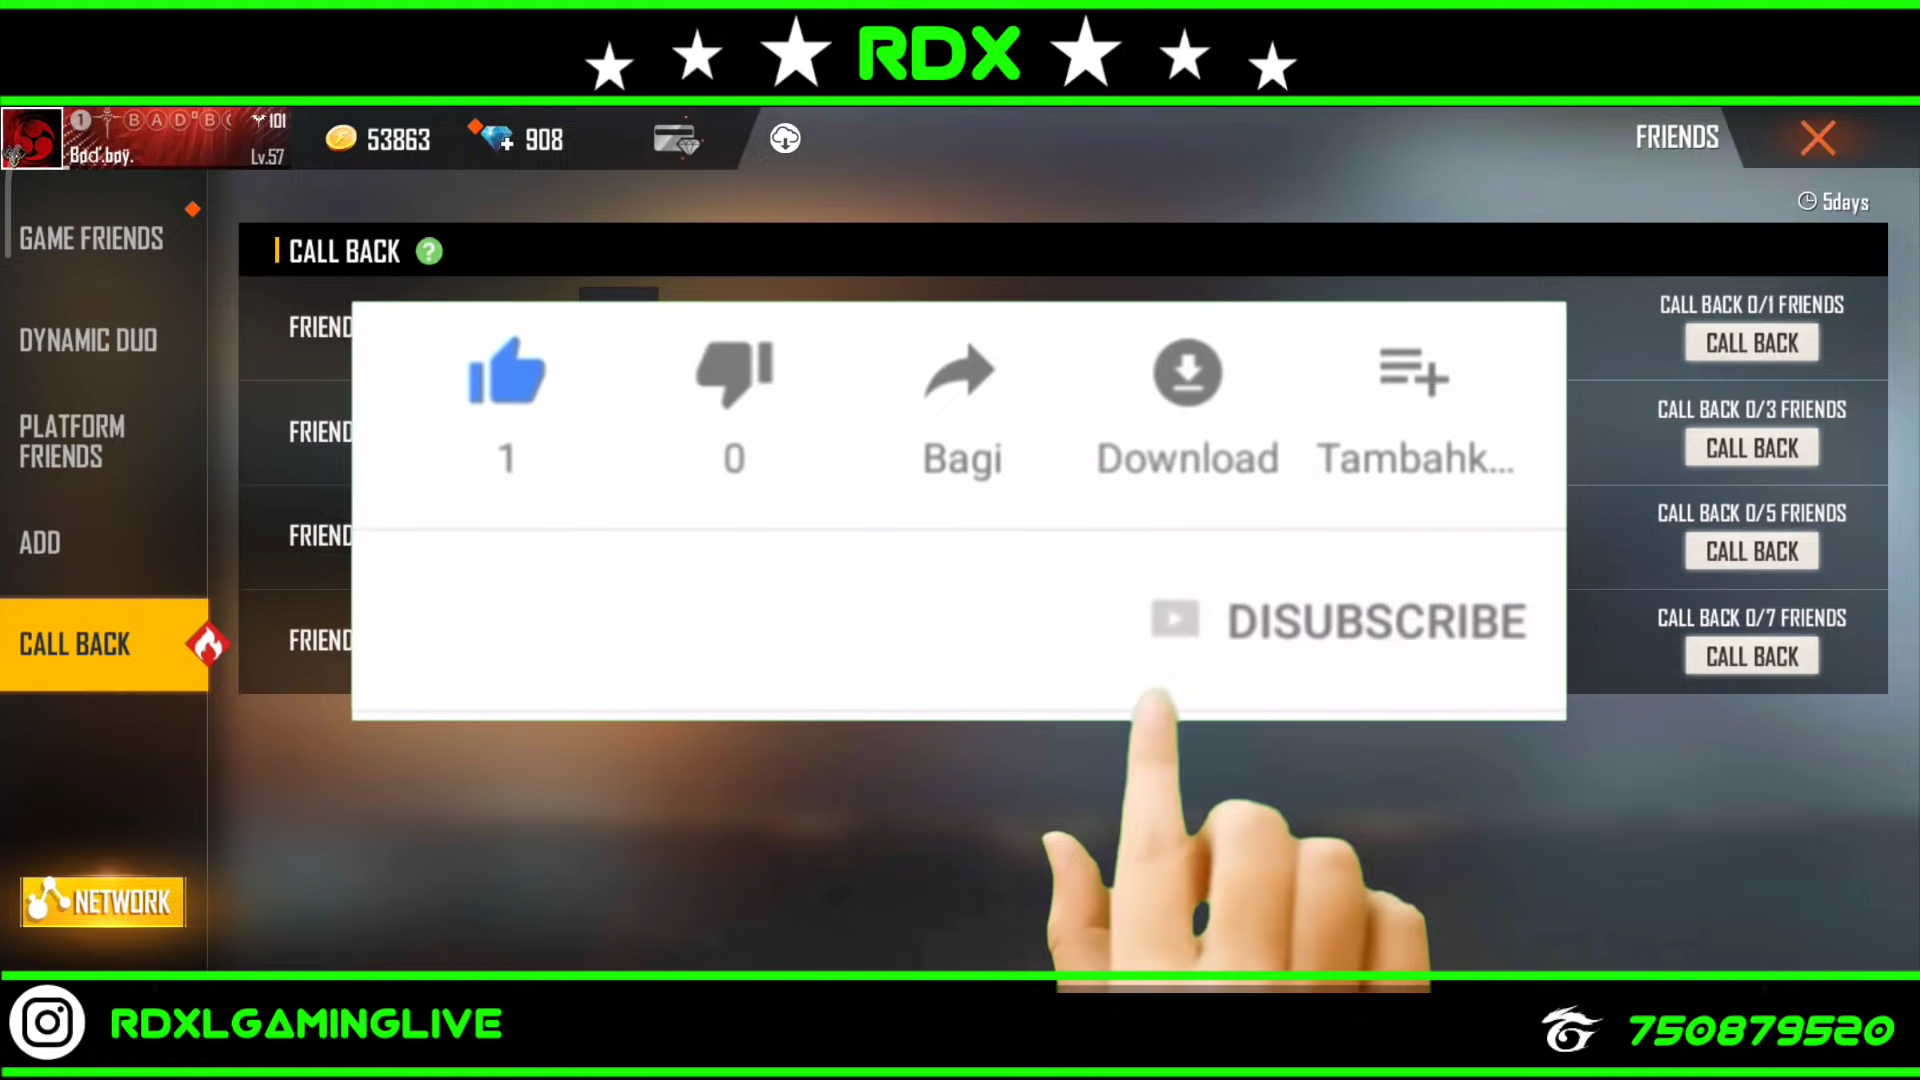 RDX
101
Bad.boy.
Lv.57
53863
908
FRIENDS
5days
GAME FRIENDS
DYNAMIC DUO
PLATFORM
FRIENDS
ADD
CALL BACK
NETWORK
CALL BACK ?
FRIEND
CALL BACK 0/1 FRIENDS
CALL BACK
FRIEND
CALL BACK 0/3 FRIENDS
CALL BACK
FRIEND
CALL BACK 0/5 FRIENDS
CALL BACK
FRIEND
CALL BACK 0/7 FRIENDS
CALL BACK
1
0
Bagi
Download
Tambahk...
DISUBSCRIBE
RDXLGAMINGLIVE
750879520